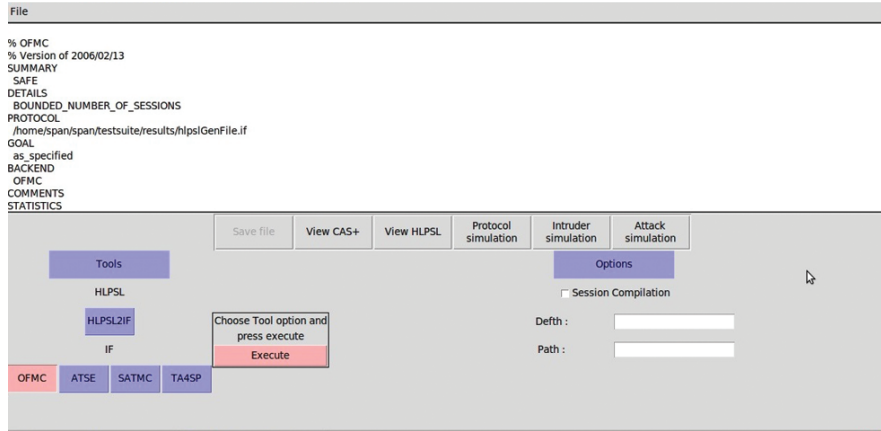 File
% OFMC
% Version of 2006/02/13
SUMMARY
SAFE
DETAILS
BOUNDED_NUMBER_OF_SESSIONS
PROTOCOL
/home/span/span/testsuite/results/hlpslGenFile.if
GOAL
as_specified
BACKEND
OFMC
COMMENTS
STATISTICS
Save file
View CAS+
View HLPSL
Protocol
simulation
Intruder
simulation
Attack
simulation
Tools
Options
HLPSL
Session Compilation
HLPSL2IF
Choose Tool option and
press execute
Execute
Defth :
IF
Path :
OFMC
ATSE
SATMC
TA4SP